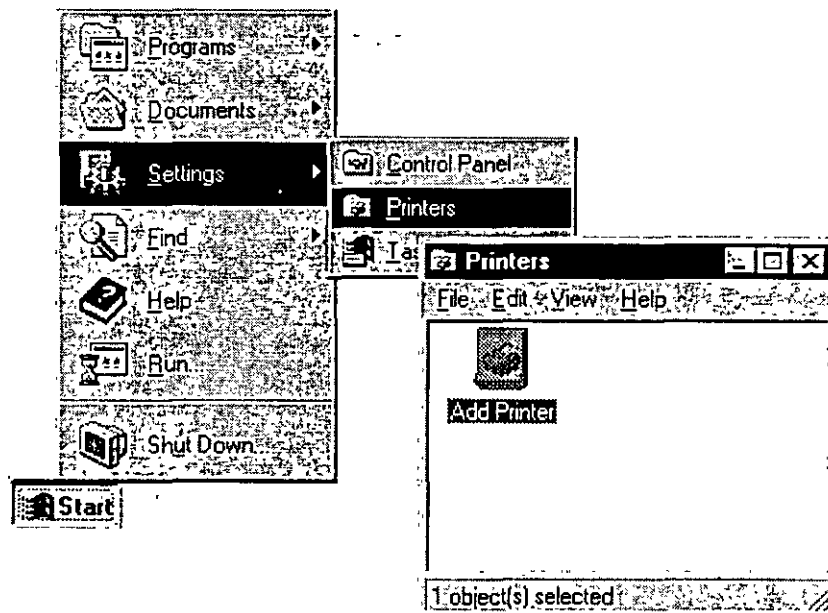 Programs
Documents
Settings
Find
Help
Run...
Shut Down...
Start
Control Panel
Printers
Printers
File Edit View Help
Add Printer
1 object(s) selected